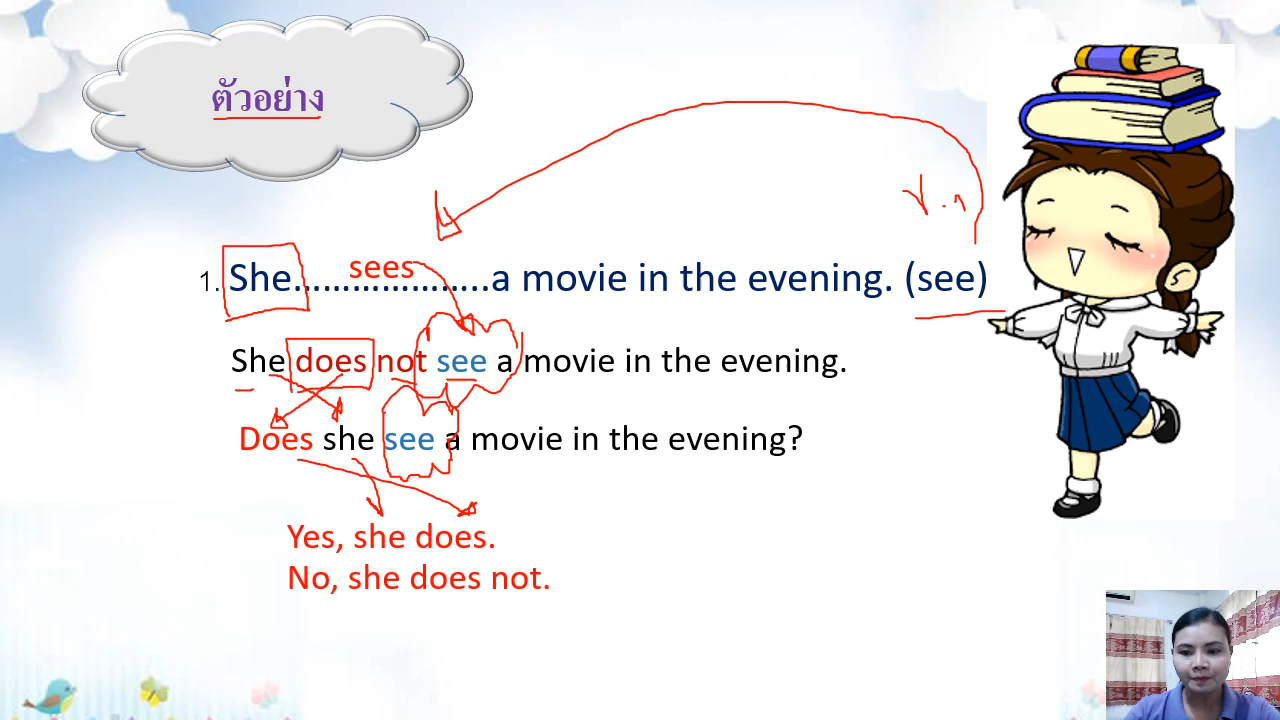 ตัวอย่าง
V.1
sees
1. She....................a movie in the evening. (see)
She does not see a movie in the evening.
Does she see a movie in the evening?
Yes, she does.
No, she does not.